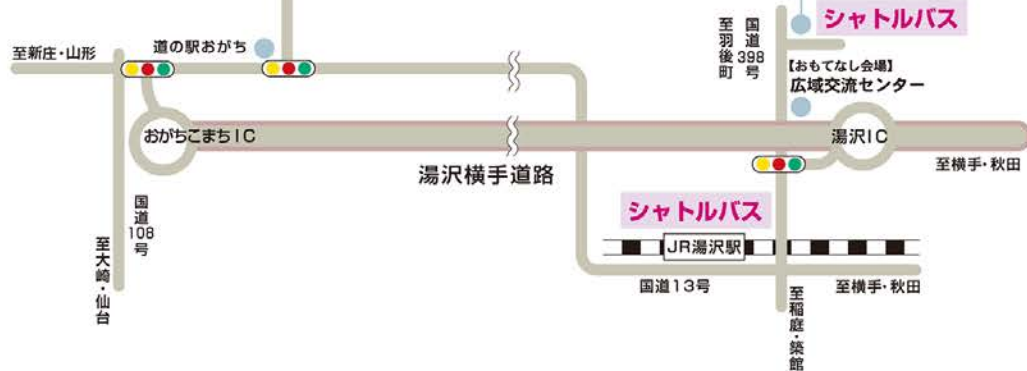 シャトルバス
至羽後町
国道398号
至新庄・山形
道の駅おがち
【おもてなし会場】
広域交流センター
おがちこまちIC
湯沢IC
湯沢横手道路
至横手・秋田
国道108号
至大崎・仙台
シャトルバス
JR湯沢駅
国道13号
至横手・秋田
至稲庭・築館